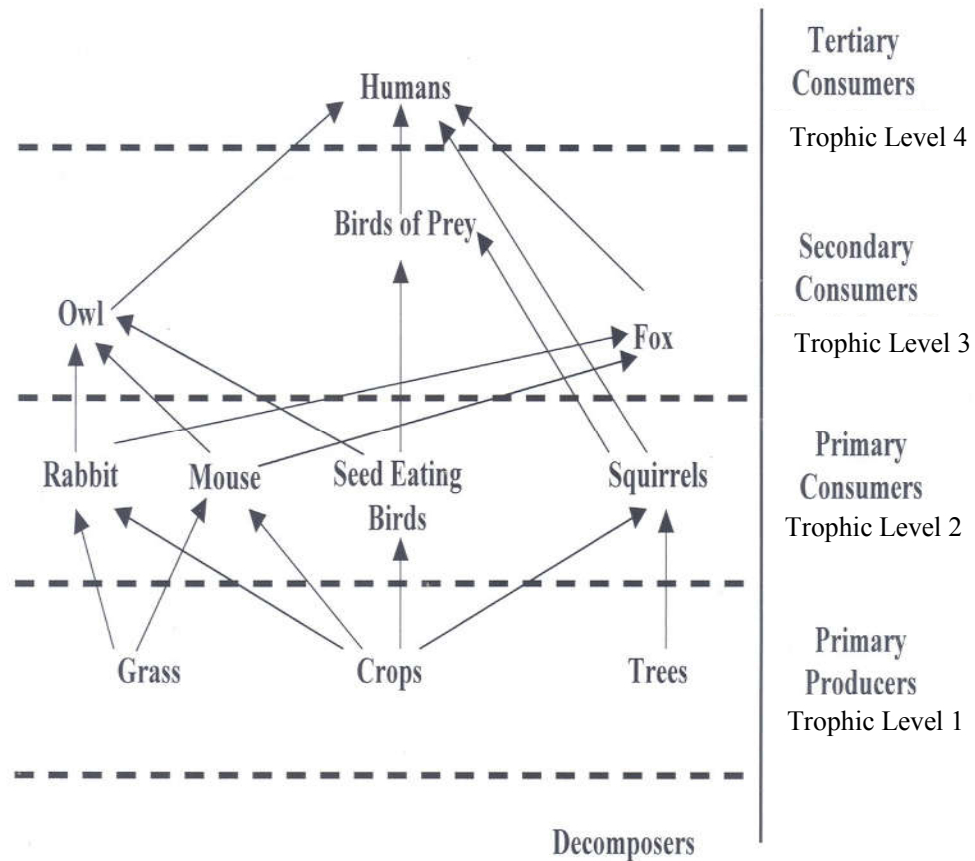 Tertiary
Consumers
Trophic Level 4
Humans
Birds of Prey
Secondary
Consumers
Trophic Level 3
Owl
Fox
Primary
Consumers
Trophic Level 2
Rabbit
Mouse
Seed Eating
Birds
Squirrels
Primary
Producers
Trophic Level 1
Grass
Crops
Trees
Decomposers